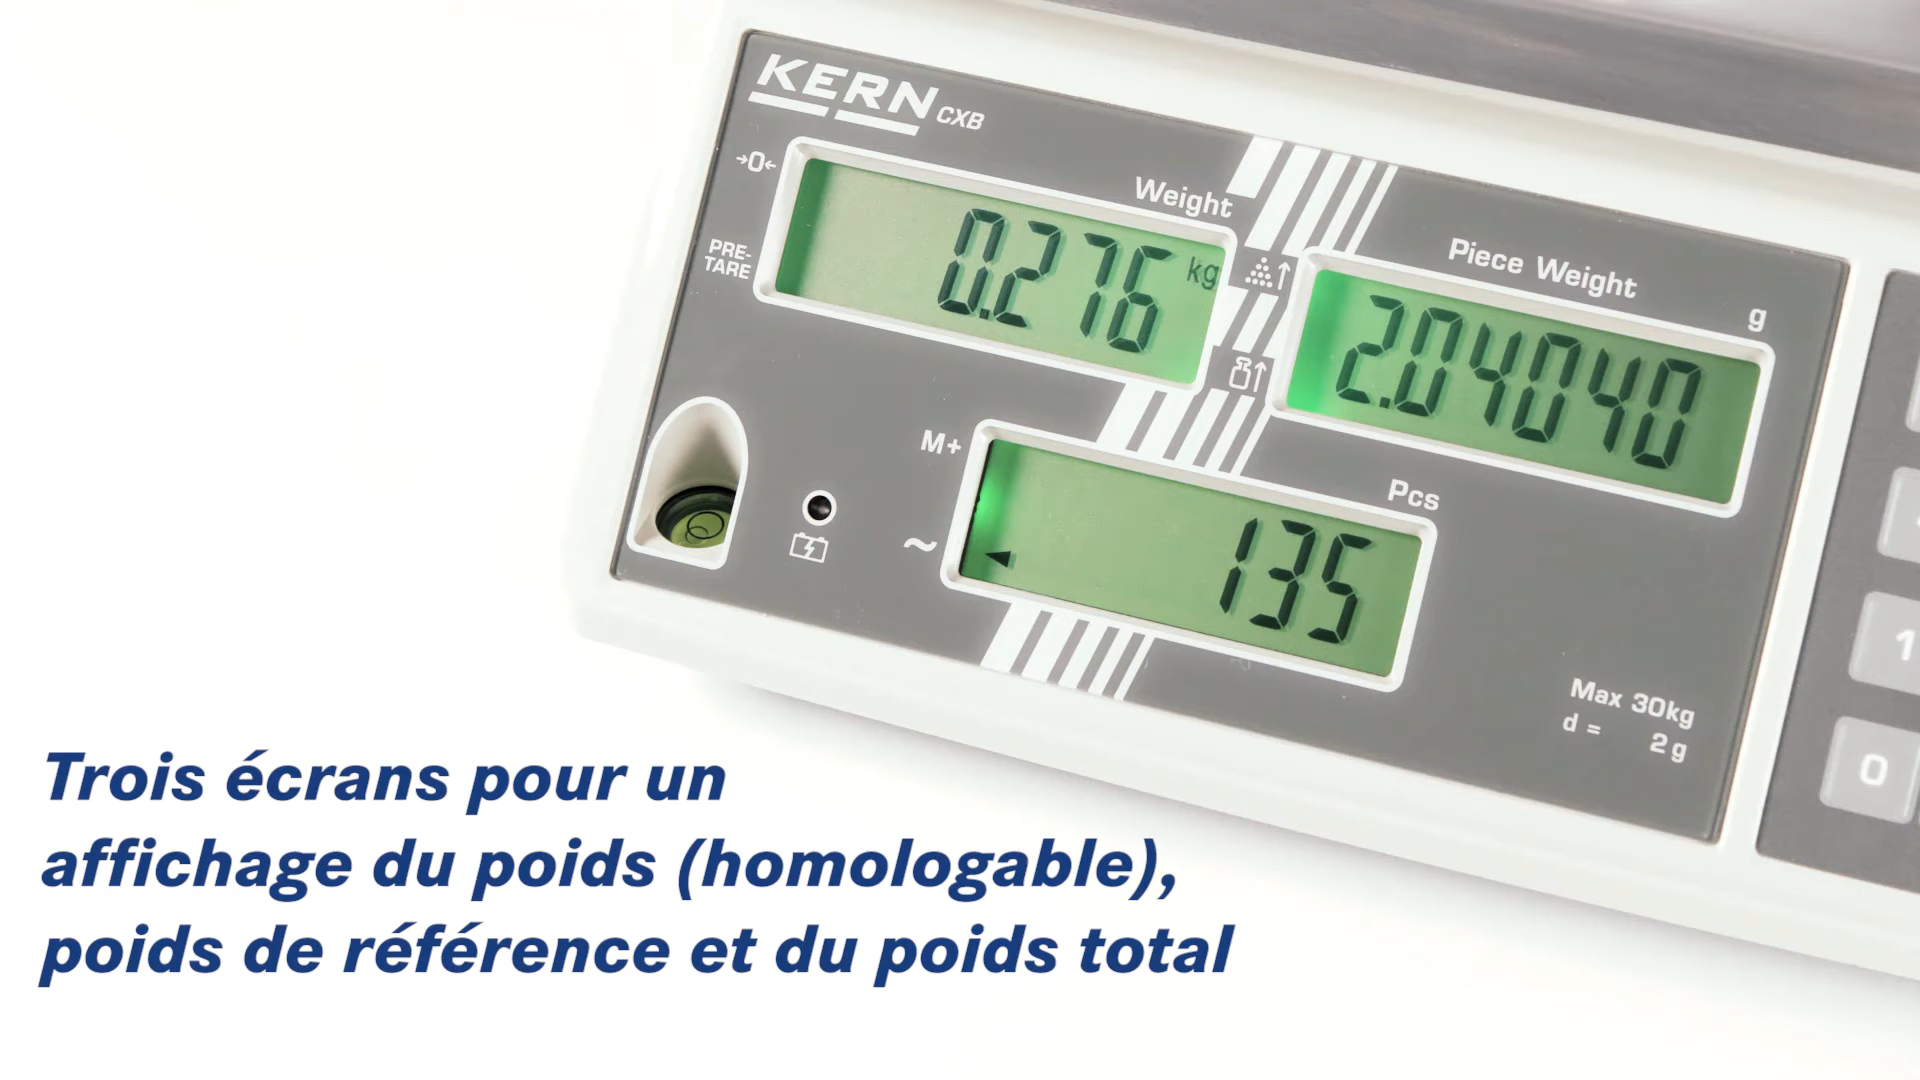 KERN CXB
→0←
Weight
PRE-
TARE
0.276 kg
Piece Weight
g
2.04040
M+
Pcs
~
135
Max 30kg
d = 2g
1
0
Trois écrans pour un
affichage du poids (homologable),
poids de référence et du poids total